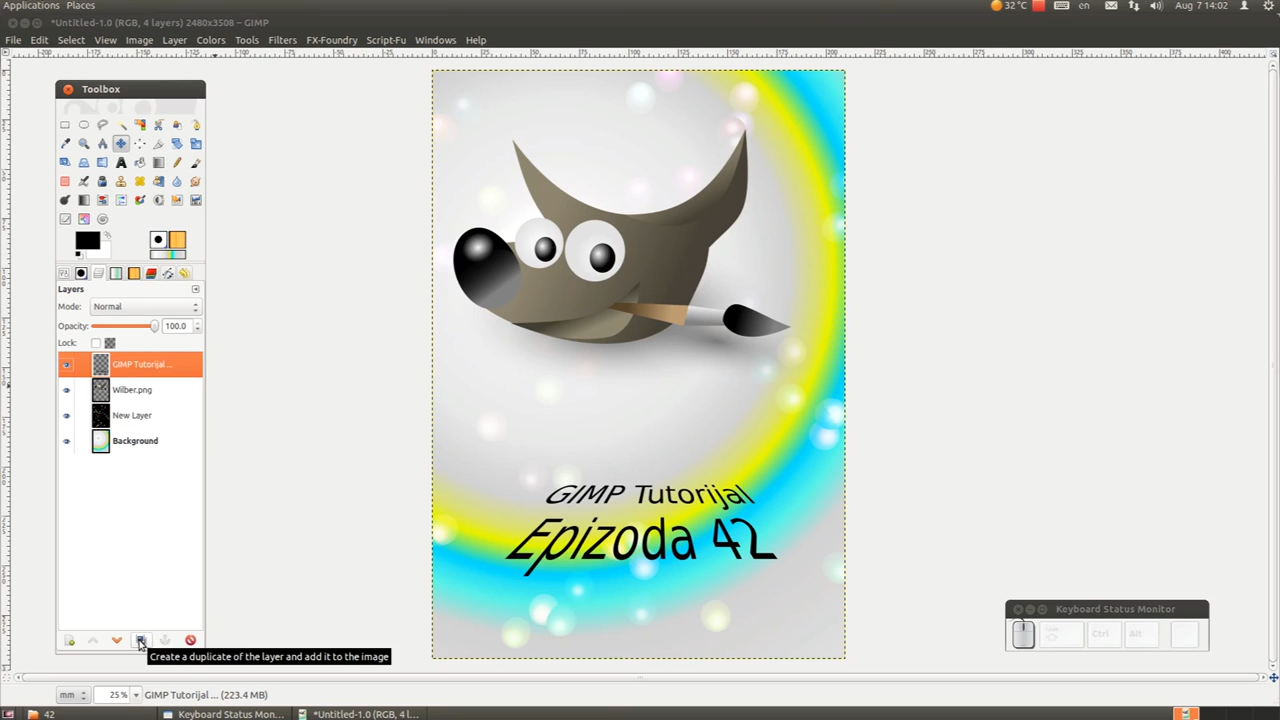 Applications Places
32 °C en Aug 7 14:02
*Untitled-1.0 (RGB, 4 layers) 2480x3508 – GIMP
File Edit Select View Image Layer Colors Tools Filters FX-Foundry Script-Fu Windows Help
Toolbox
Layers
Mode: Normal
Opacity: 100.0
Lock:
GIMP Tutorijal ...
Wilber.png
New Layer
Background
GIMP Tutorijal
Epizoda 42
Keyboard Status Monitor
Ctrl Alt
Create a duplicate of the layer and add it to the image
mm 25% GIMP Tutorijal ... (223.4 MB)
42 Keyboard Status Mon... *Untitled-1.0 (RGB, 4 l...